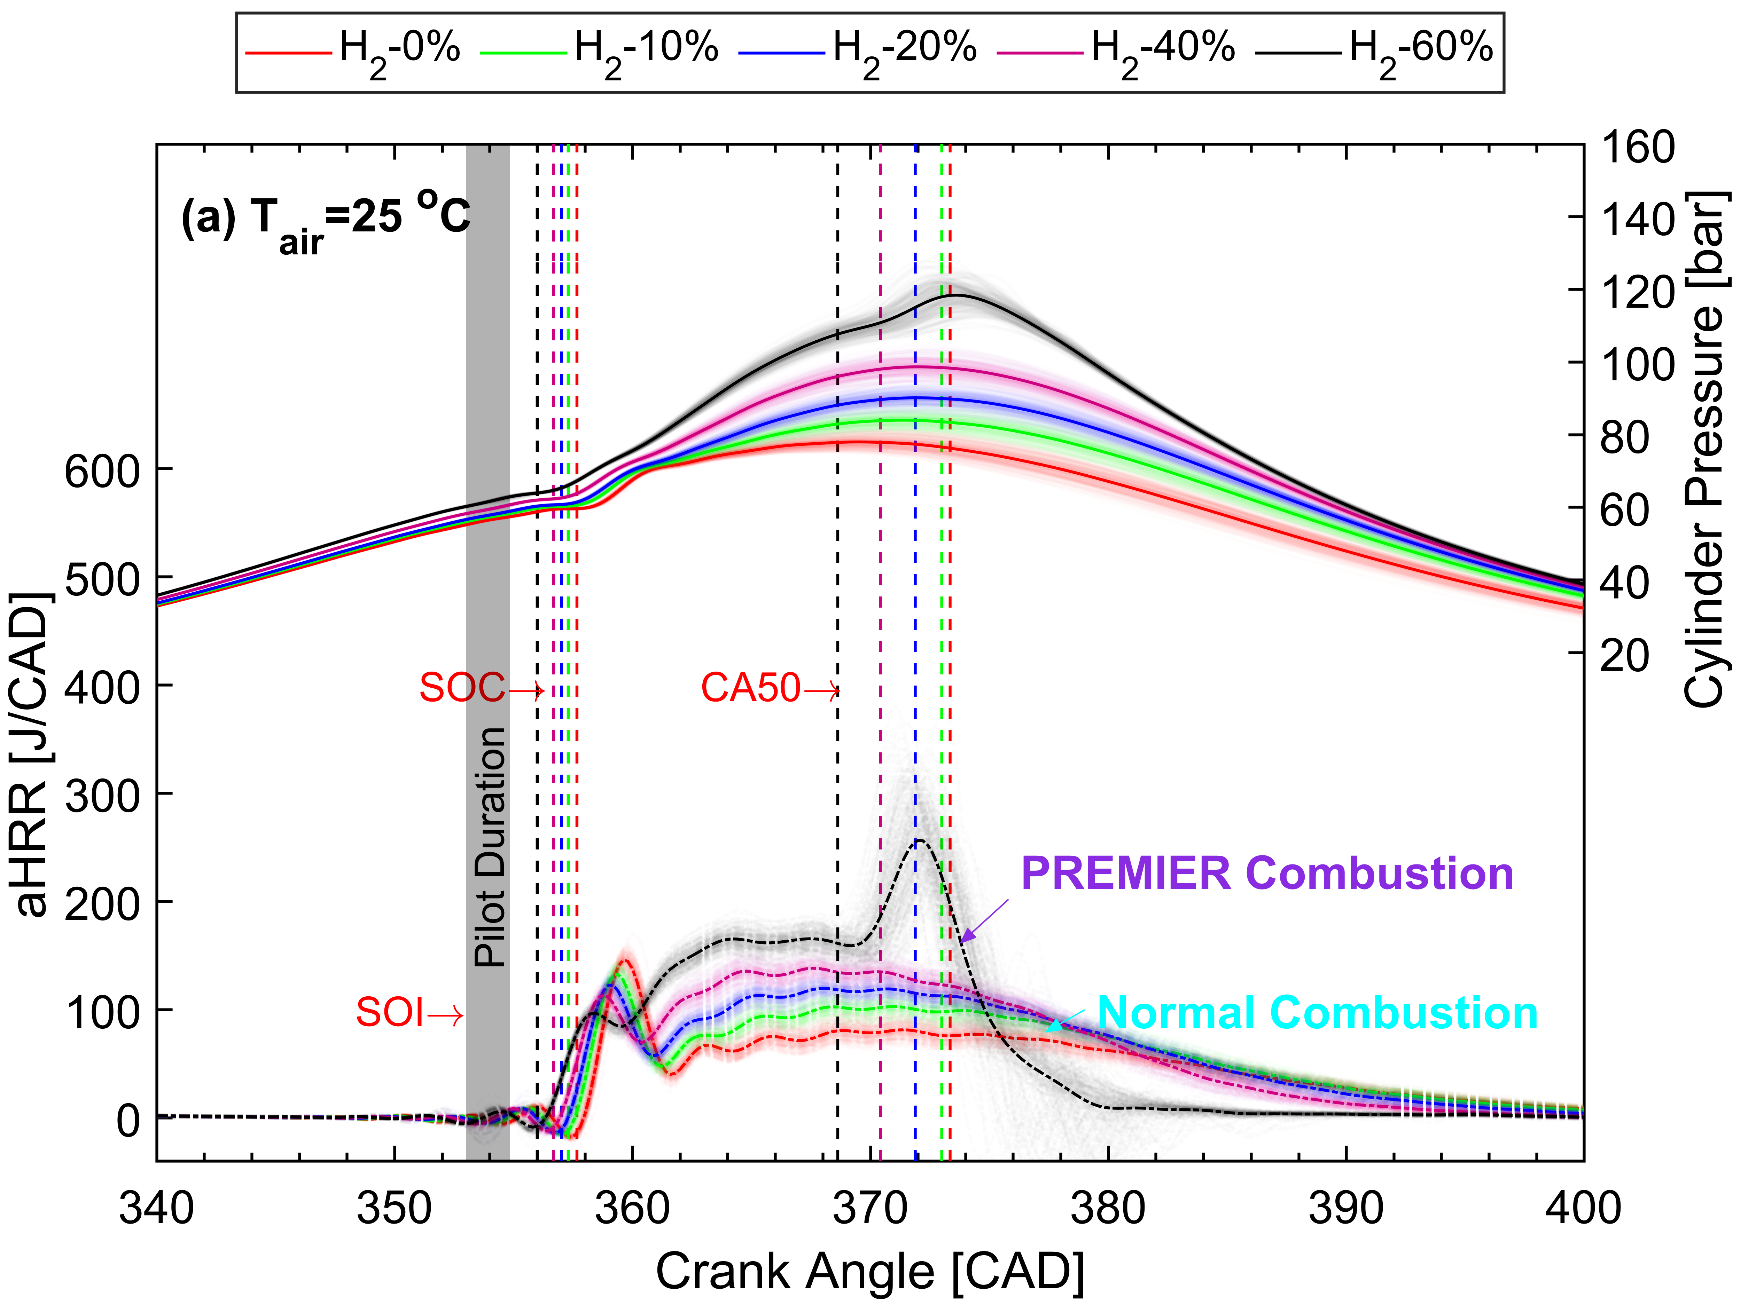 H2-0% H2-10% H2-20% H2-40% H2-60%
(a) Tair=25 oC
160
140
120
100
80
60
40
20
Cylinder Pressure [bar]
600
500
400
300
200
100
0
aHRR [J/CAD]
SOC→
CA50→
Pilot Duration
SOI→
PREMIER Combustion
Normal Combustion
340 350 360 370 380 390 400
Crank Angle [CAD]